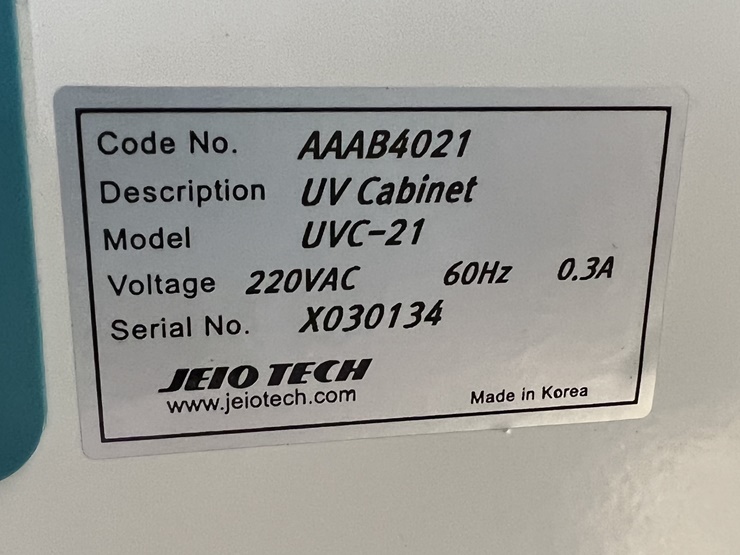 Code No. AAAB4021
Description UV Cabinet
Model UVC-21
Voltage 220VAC 60Hz 0.3A
Serial No. X030134
JEIO TECH
www.jeiotech.com Made in Korea